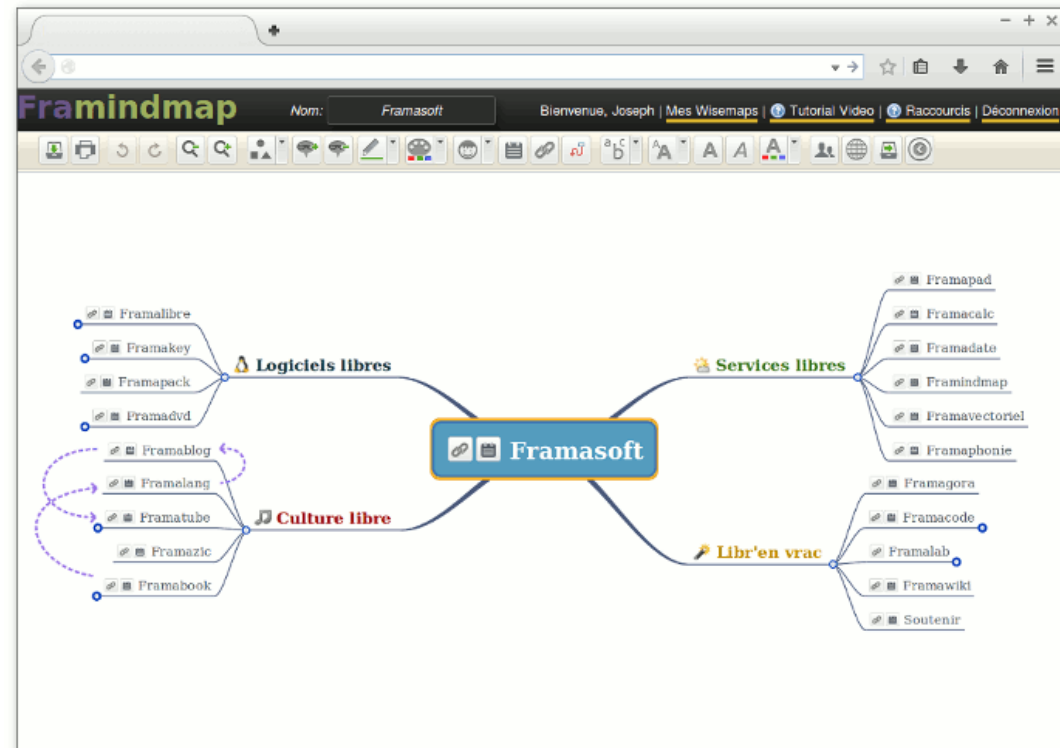 Framindmap Nom: Framasoft Bienvenue, Joseph | Mes Wisemaps | Tutorial Video | Raccourcis | Déconnexion
Framalibre
Framakey
Logiciels libres
Framapack
Framadvd
Framablog
Framalang
Framatube
Culture libre
Framazic
Framabook
Framasoft
Framapad
Framacalc
Framadate
Services libres
Framindmap
Framavectoriel
Framaphonie
Framagora
Framacode
Libr'en vrac
Framalab
Framawiki
Soutenir